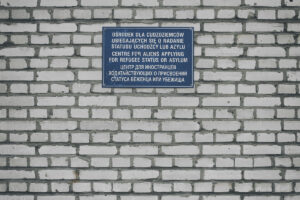 OŚRODEK DLA CUDZOZIEMCÓW
UBIEGAJĄCYCH SIĘ O NADANIE
STATUSU UCHODŹCY LUB AZYLU
CENTRE FOR ALIENS APPLYING
FOR REFUGEE STATUS OR ASYLUM
ЦЕНТР ДЛЯ ИНОСТРАНЦЕВ
ХОДАТАЙСТВУЮЩИХ О ПРИСВОЕНИИ
СТАТУСА БЕЖЕНЦА ИЛИ УБЕЖИЩА